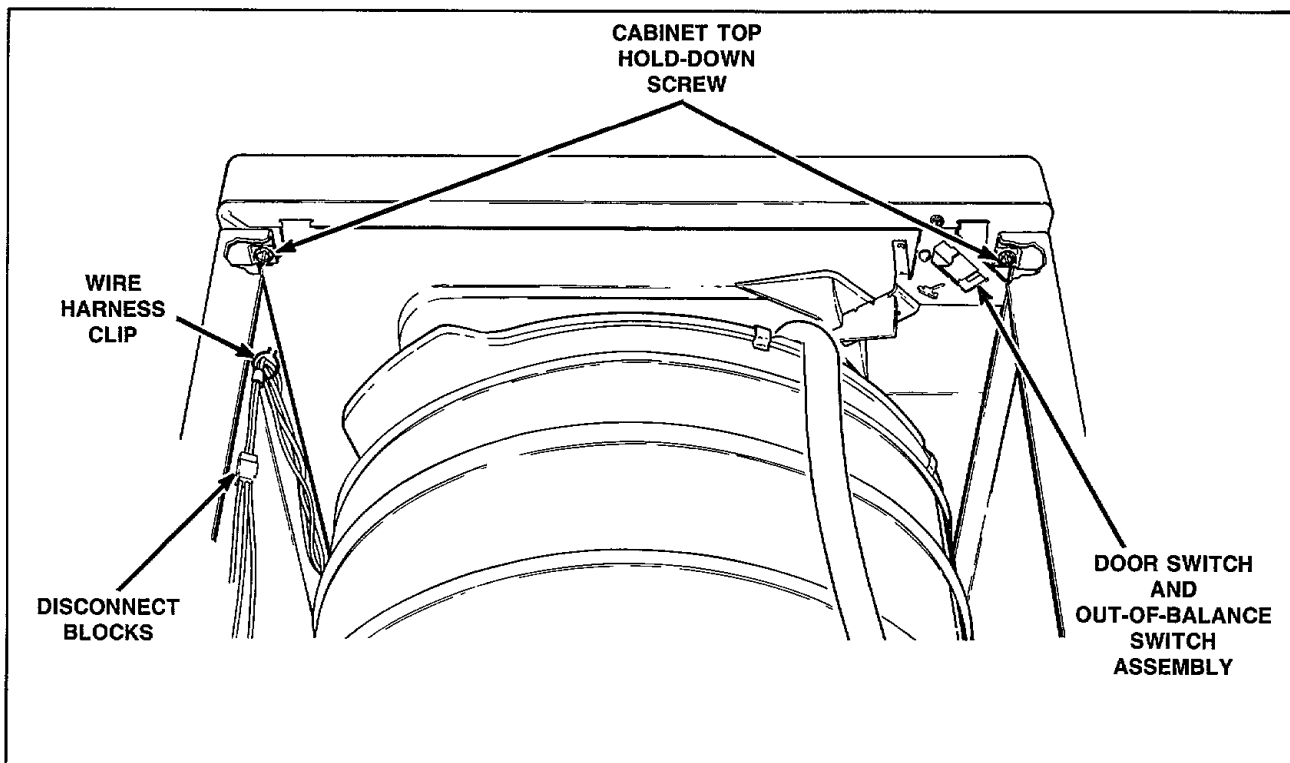 CABINET TOP
HOLD-DOWN
SCREW
WIRE
HARNESS
CLIP
DISCONNECT
BLOCKS
DOOR SWITCH
AND
OUT-OF-BALANCE
SWITCH
ASSEMBLY